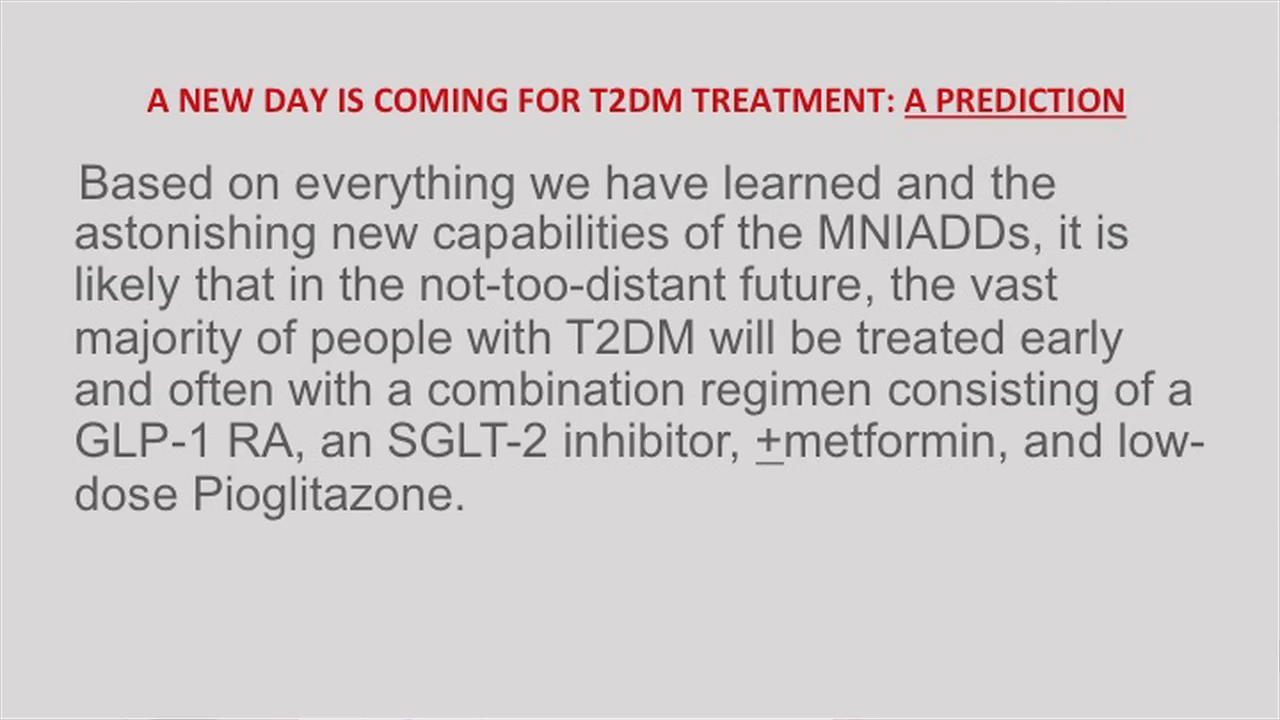 A NEW DAY IS COMING FOR T2DM TREATMENT: A PREDICTION
Based on everything we have learned and the
astonishing new capabilities of the MNIADDs, it is
likely that in the not-too-distant future, the vast
majority of people with T2DM will be treated early
and often with a combination regimen consisting of a
GLP-1 RA, an SGLT-2 inhibitor, +metformin, and low-
dose Pioglitazone.